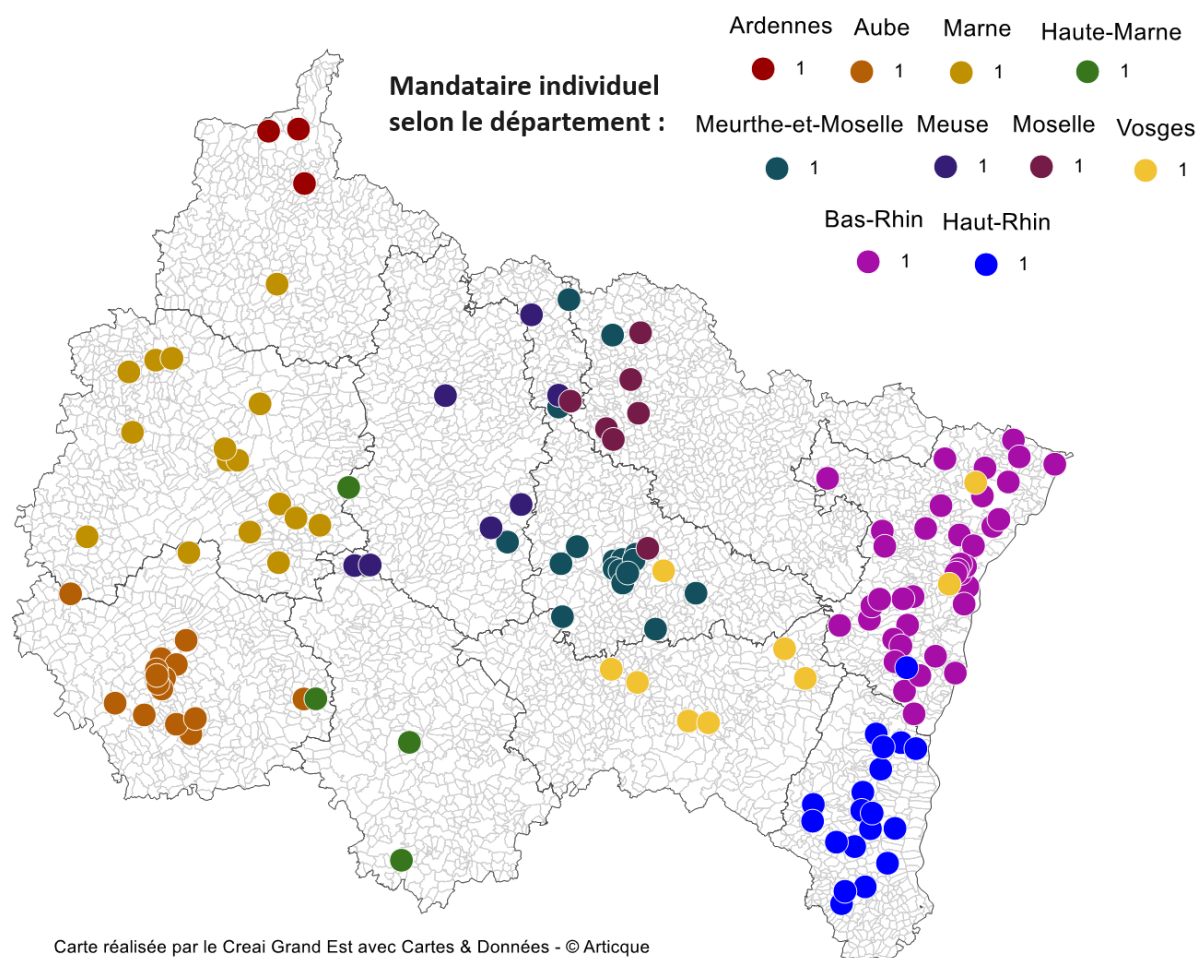 Ardennes Aube Marne Haute-Marne
1 1 1 1
Mandataire individuel
selon le département :
Meurthe-et-Moselle Meuse Moselle Vosges
1 1 1 1
Bas-Rhin Haut-Rhin
1 1
Carte réalisée par le Creai Grand Est avec Cartes & Données - © Articque